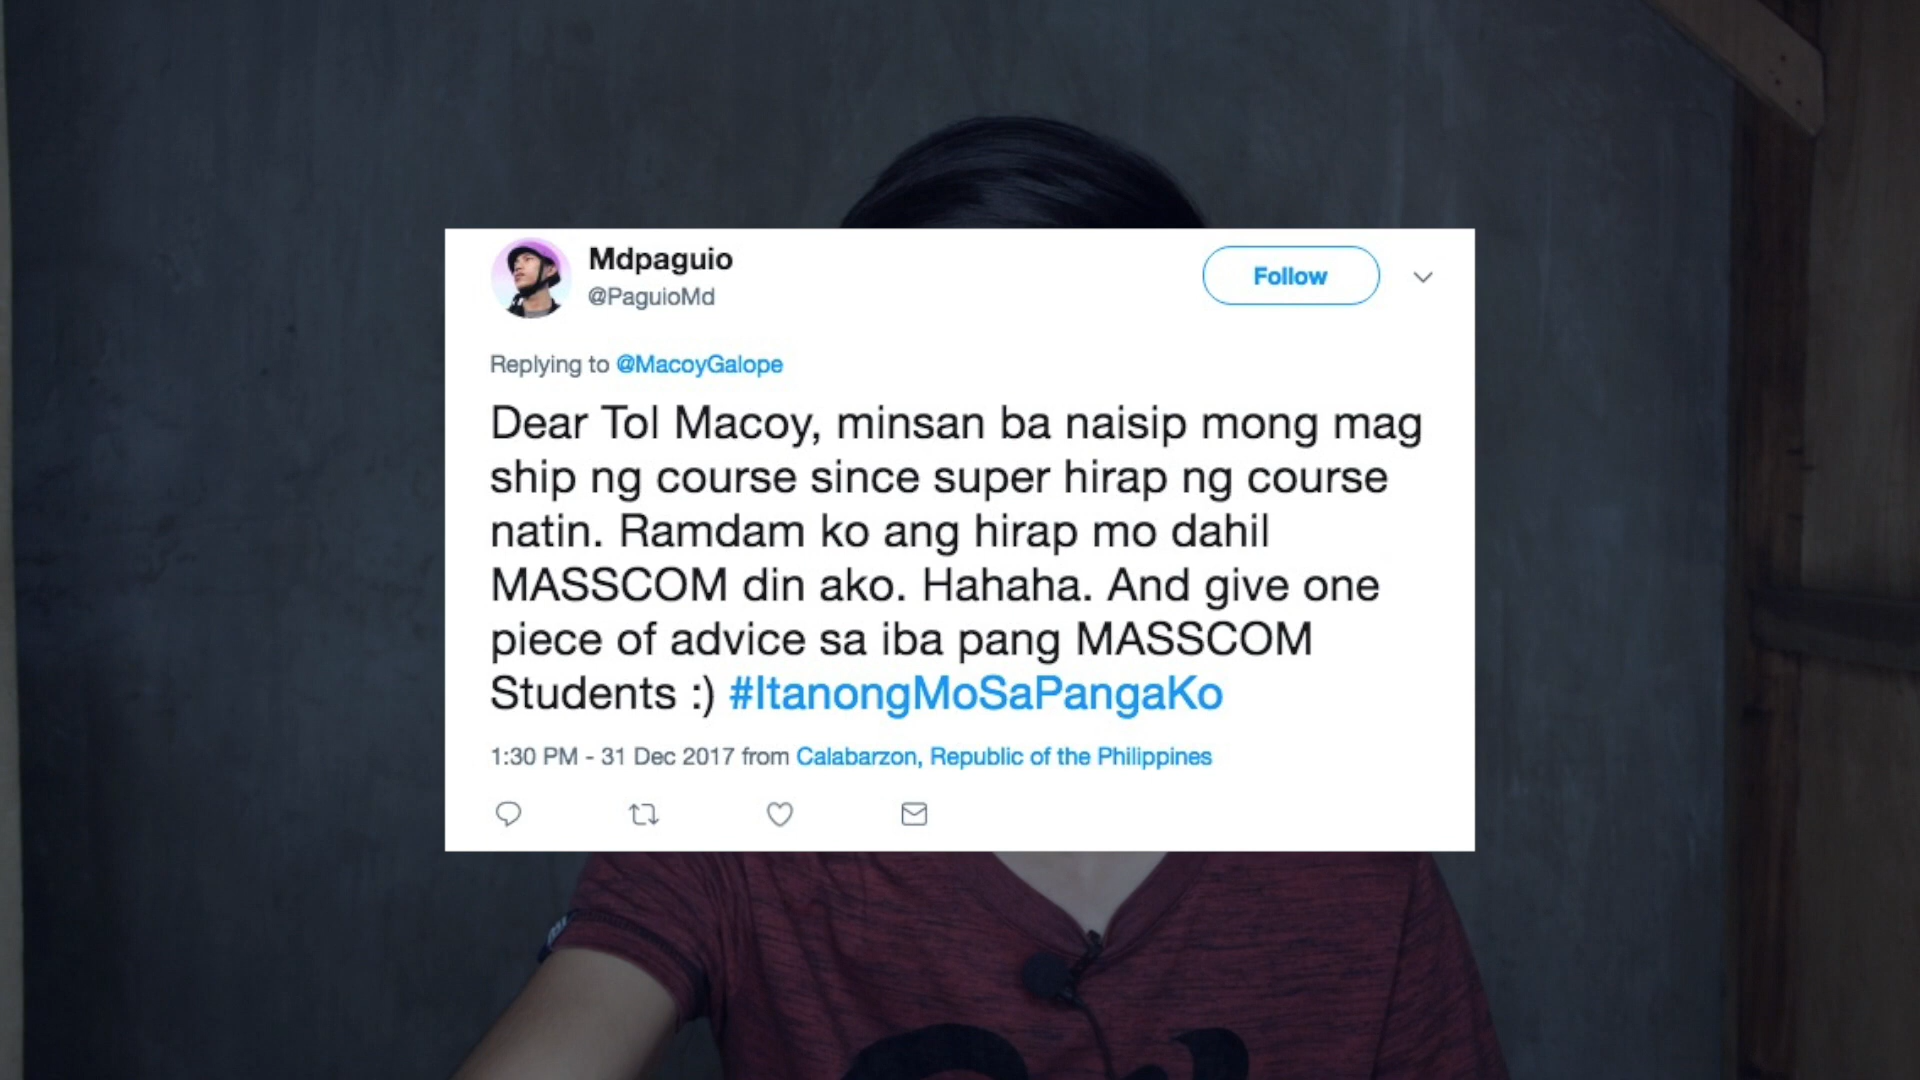 Mdpaguio
@PaguioMd
Follow
Replying to @MacoyGalope
Dear Tol Macoy, minsan ba naisip mong mag
ship ng course since super hirap ng course
natin. Ramdam ko ang hirap mo dahil
MASSCOM din ako. Hahaha. And give one
piece of advice sa iba pang MASSCOM
Students :) #ItanongMoSaPangaKo
1:30 PM - 31 Dec 2017 from Calabarzon, Republic of the Philippines